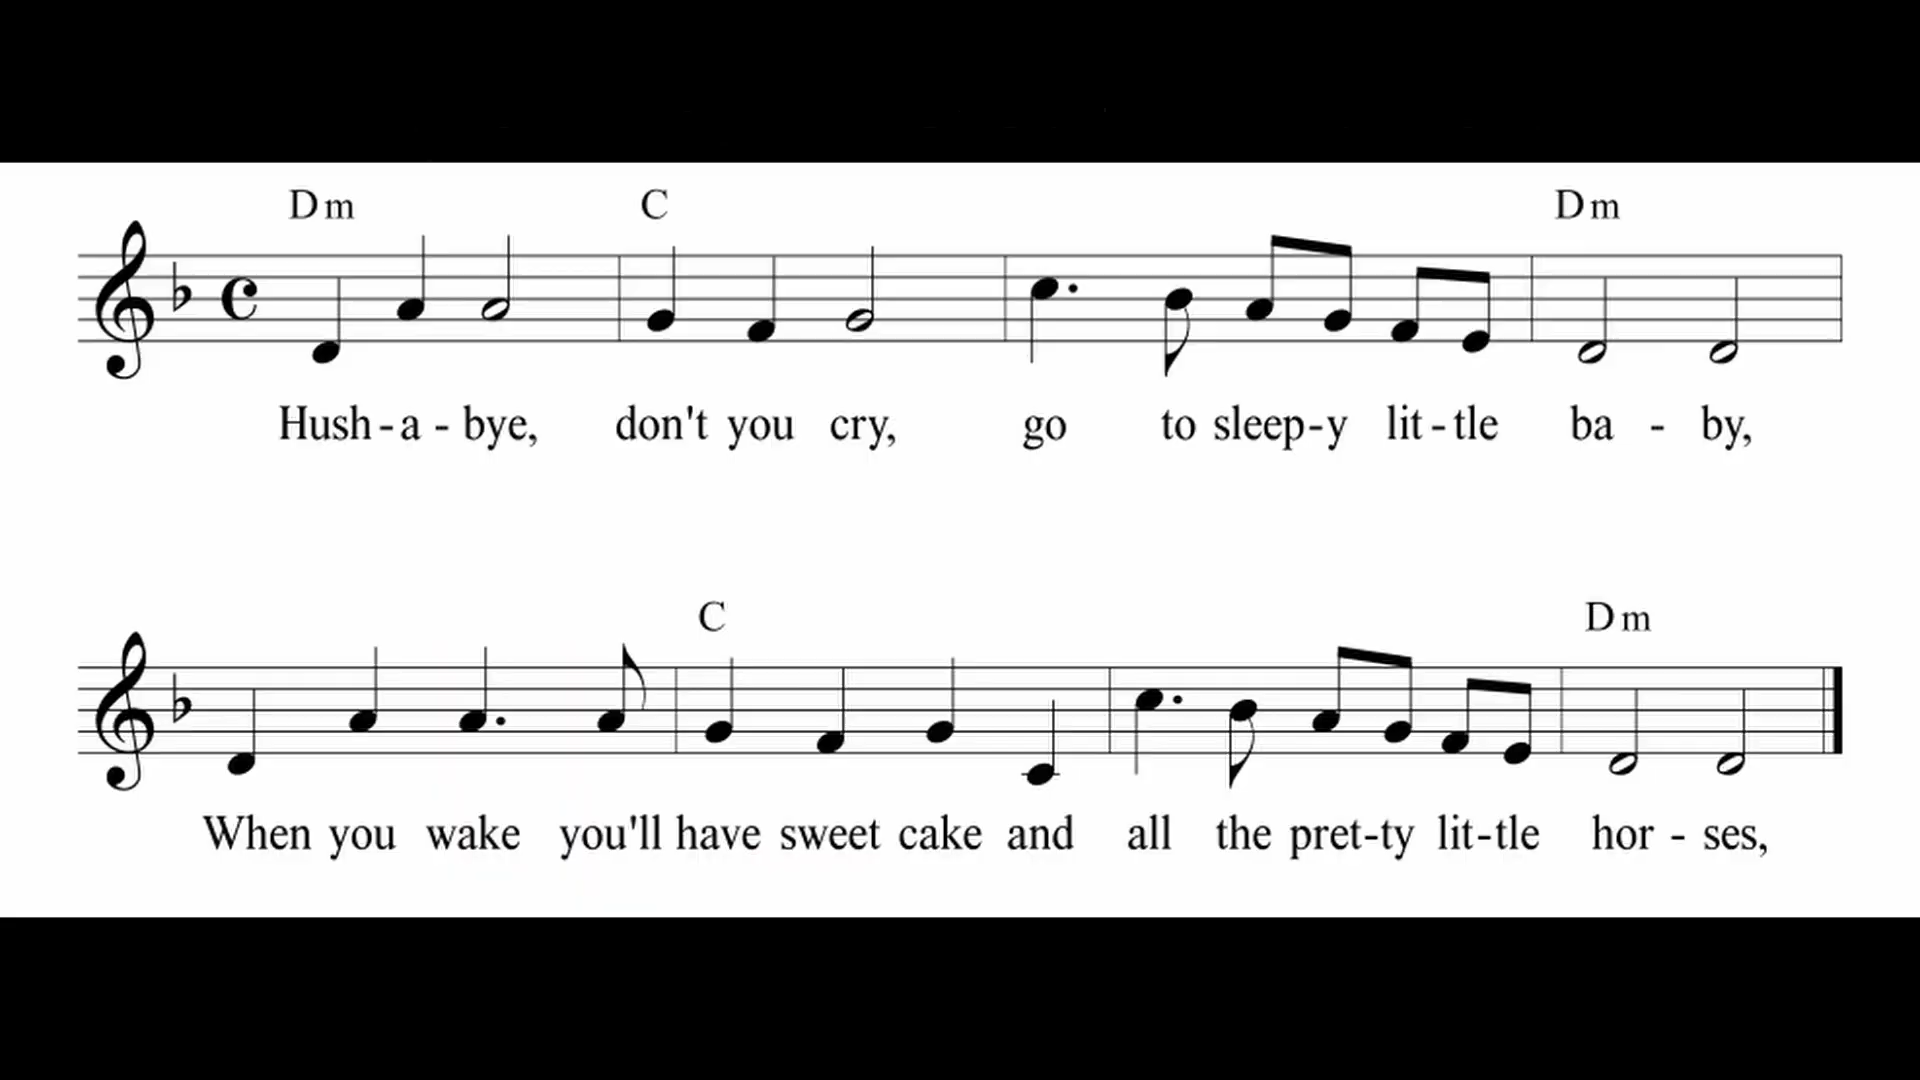 Dm C Dm
Hush-a - bye, don't you cry, go to sleep-y lit-tle ba - by,
C Dm
When you wake you'll have sweet cake and all the pret-ty lit-tle hor - ses,